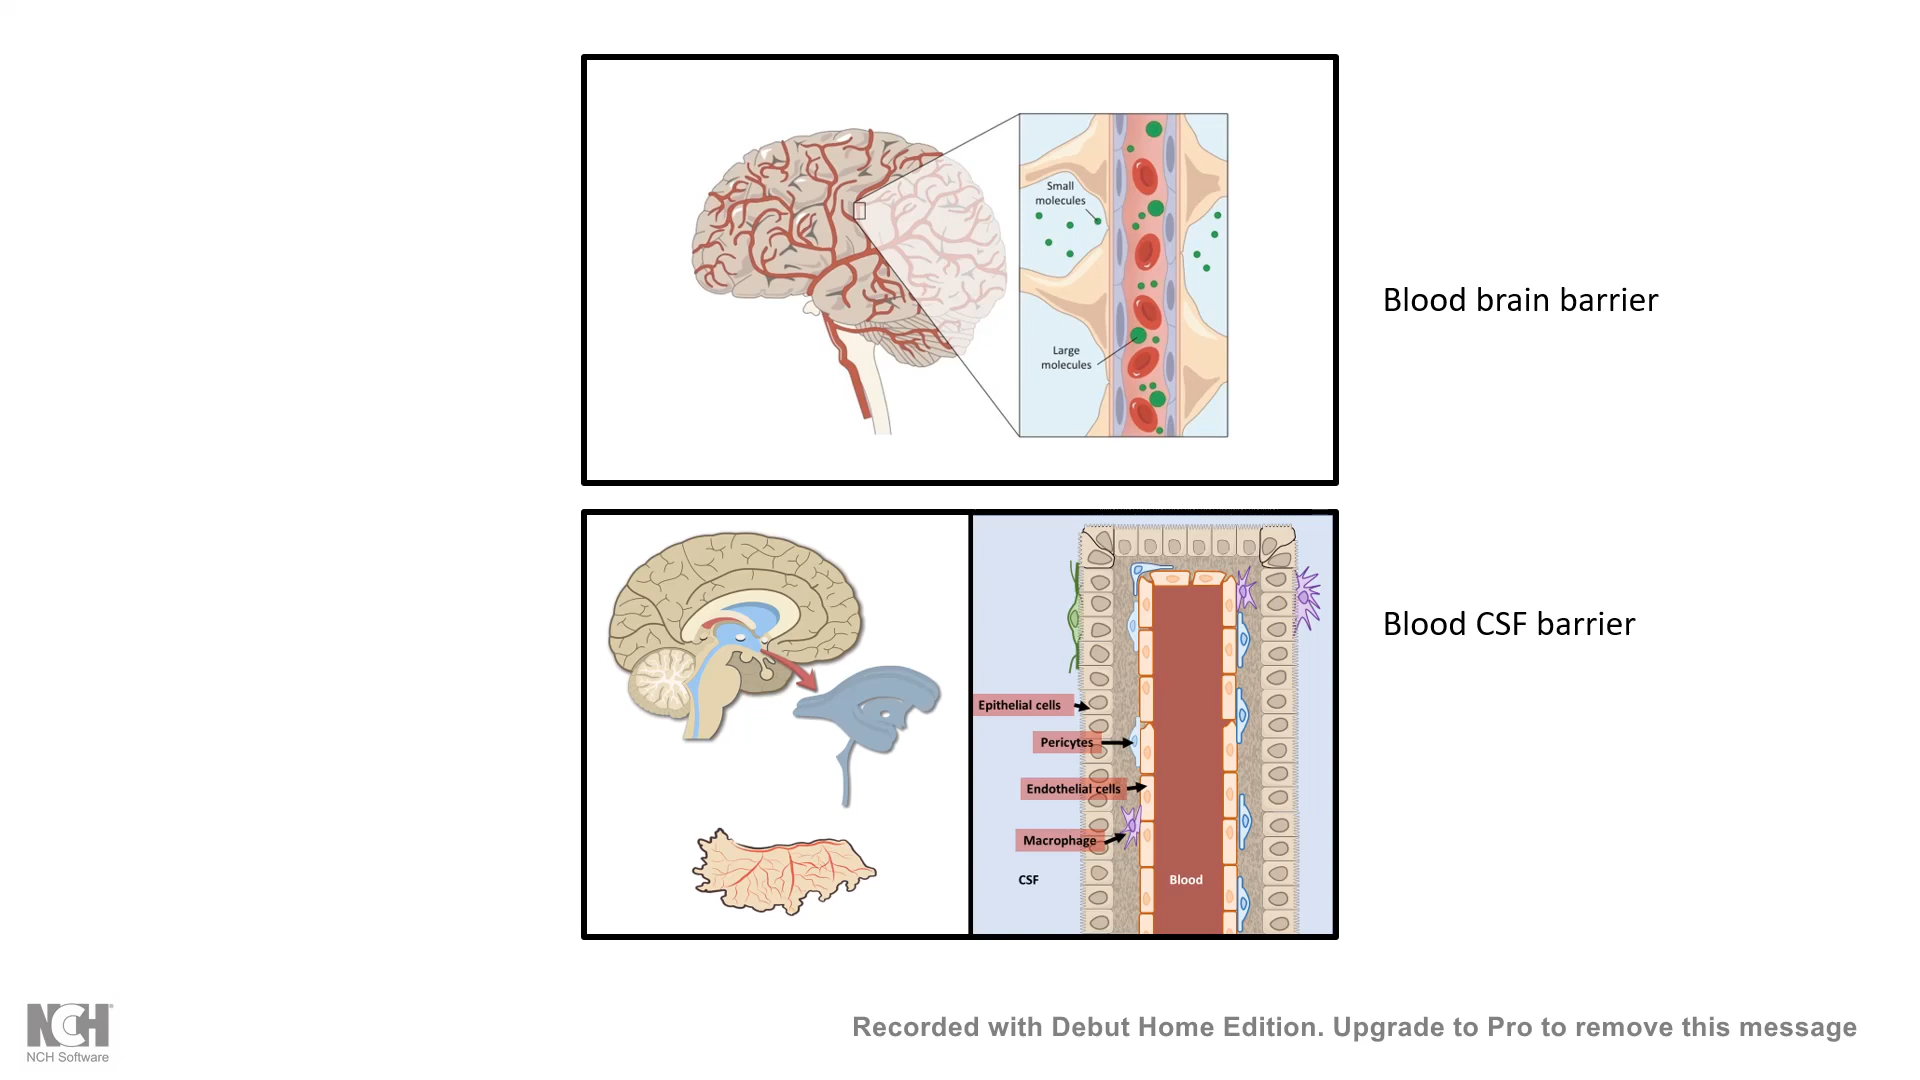 Small
molecules
Large
molecules
Blood brain barrier
Epithelial cells
Pericytes
Endothelial cells
Macrophage
CSF
Blood
Blood CSF barrier
NCH
NCH Software
Recorded with Debut Home Edition. Upgrade to Pro to remove this message